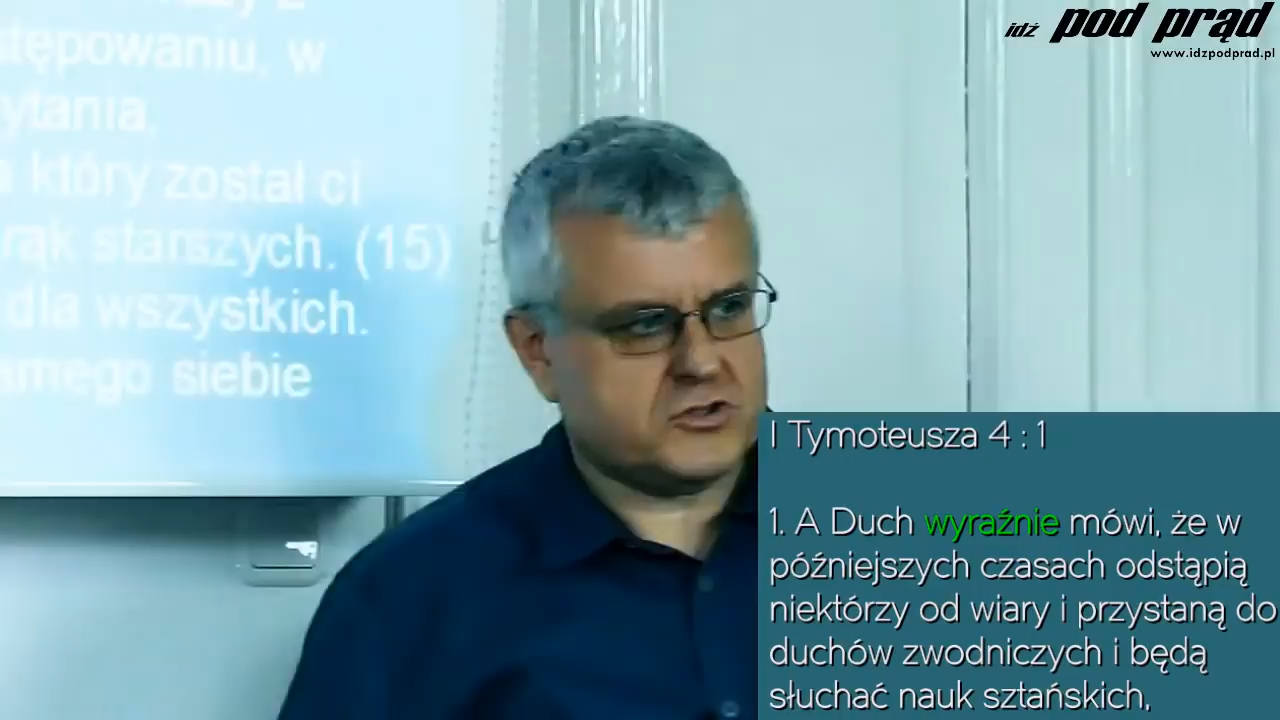 idź pod prąd
www.idzpodprad.pl
stępowaniu, w
ytania,
który został ci
rąk starszych. (15)
dla wszystkich.
amego siebie
I Tymoteusza 4 : 1
1. A Duch wyraźnie mówi, że w
późniejszych czasach odstąpią
niektórzy od wiary i przystaną do
duchów zwodniczych i będą
słuchać nauk sztańskich,